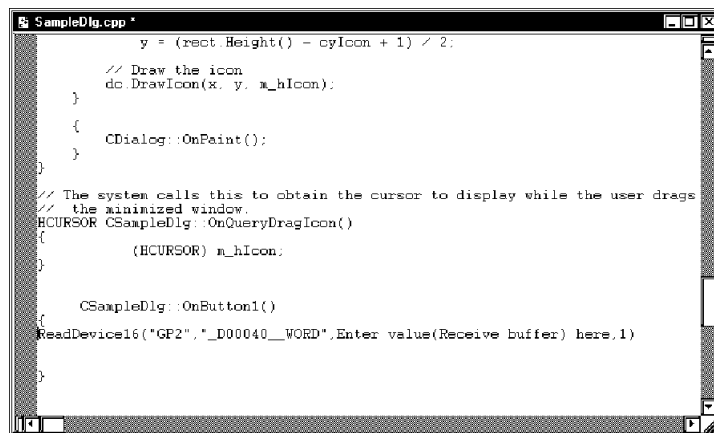 SampleDlg.cpp *
y = (rect.Height() - cyIcon + 1) / 2;
// Draw the icon
dc.DrawIcon(x, y, m_hIcon);
}
{
CDialog::OnPaint();
}
}
// The system calls this to obtain the cursor to display while the user drags
//  the minimized window.
HCURSOR CSampleDlg::OnQueryDragIcon()
{
(HCURSOR) m_hIcon;
}
CSampleDlg::OnButton1()
{
ReadDevice16("GP2","_D00040__WORD",Enter value(Receive buffer) here,1)
}